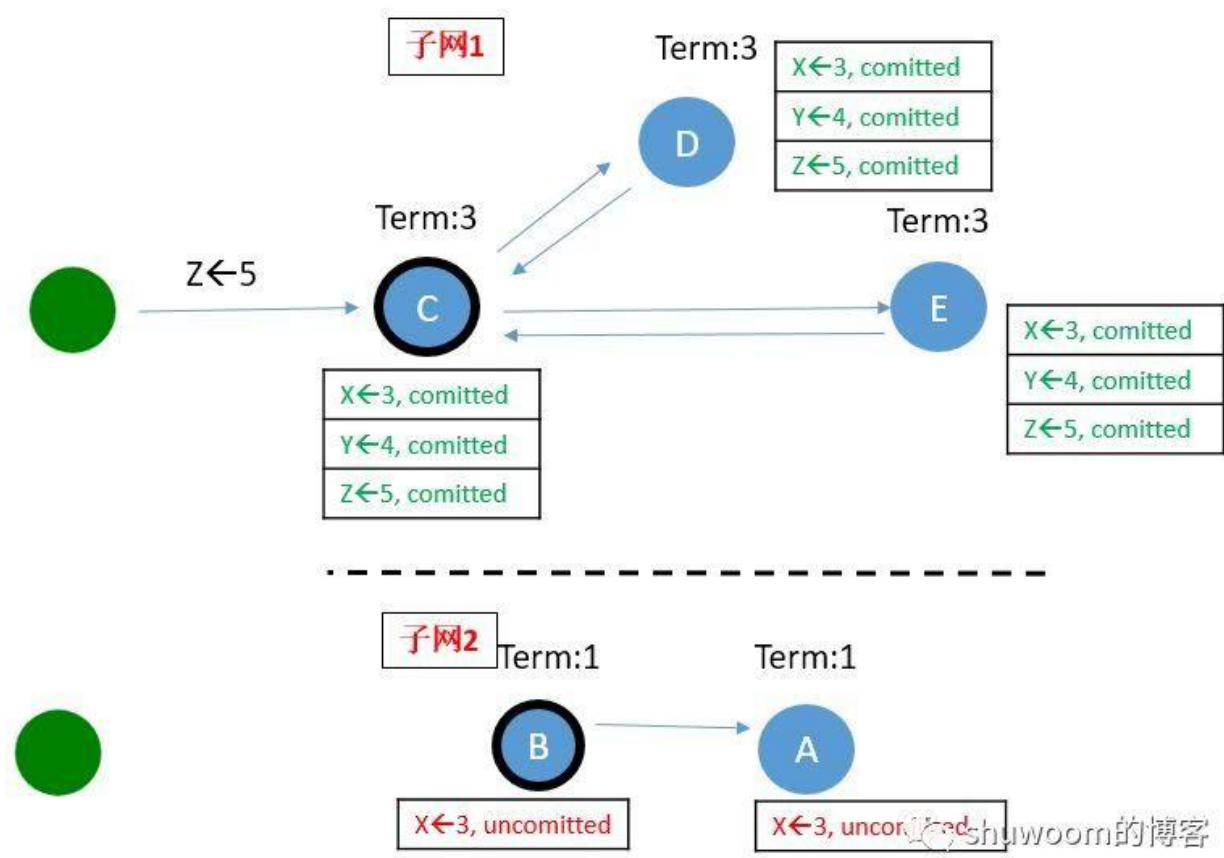 子网1
Term:3
X←3, comitted
Y←4, comitted
Z←5, comitted
D
Term:3
Term:3
Z←5
C
E
X←3, comitted
Y←4, comitted
Z←5, comitted
X←3, comitted
Y←4, comitted
Z←5, comitted
子网2
Term:1
Term:1
B
A
X←3, uncomitted
X←3, uncomitted
shuwoom的博客